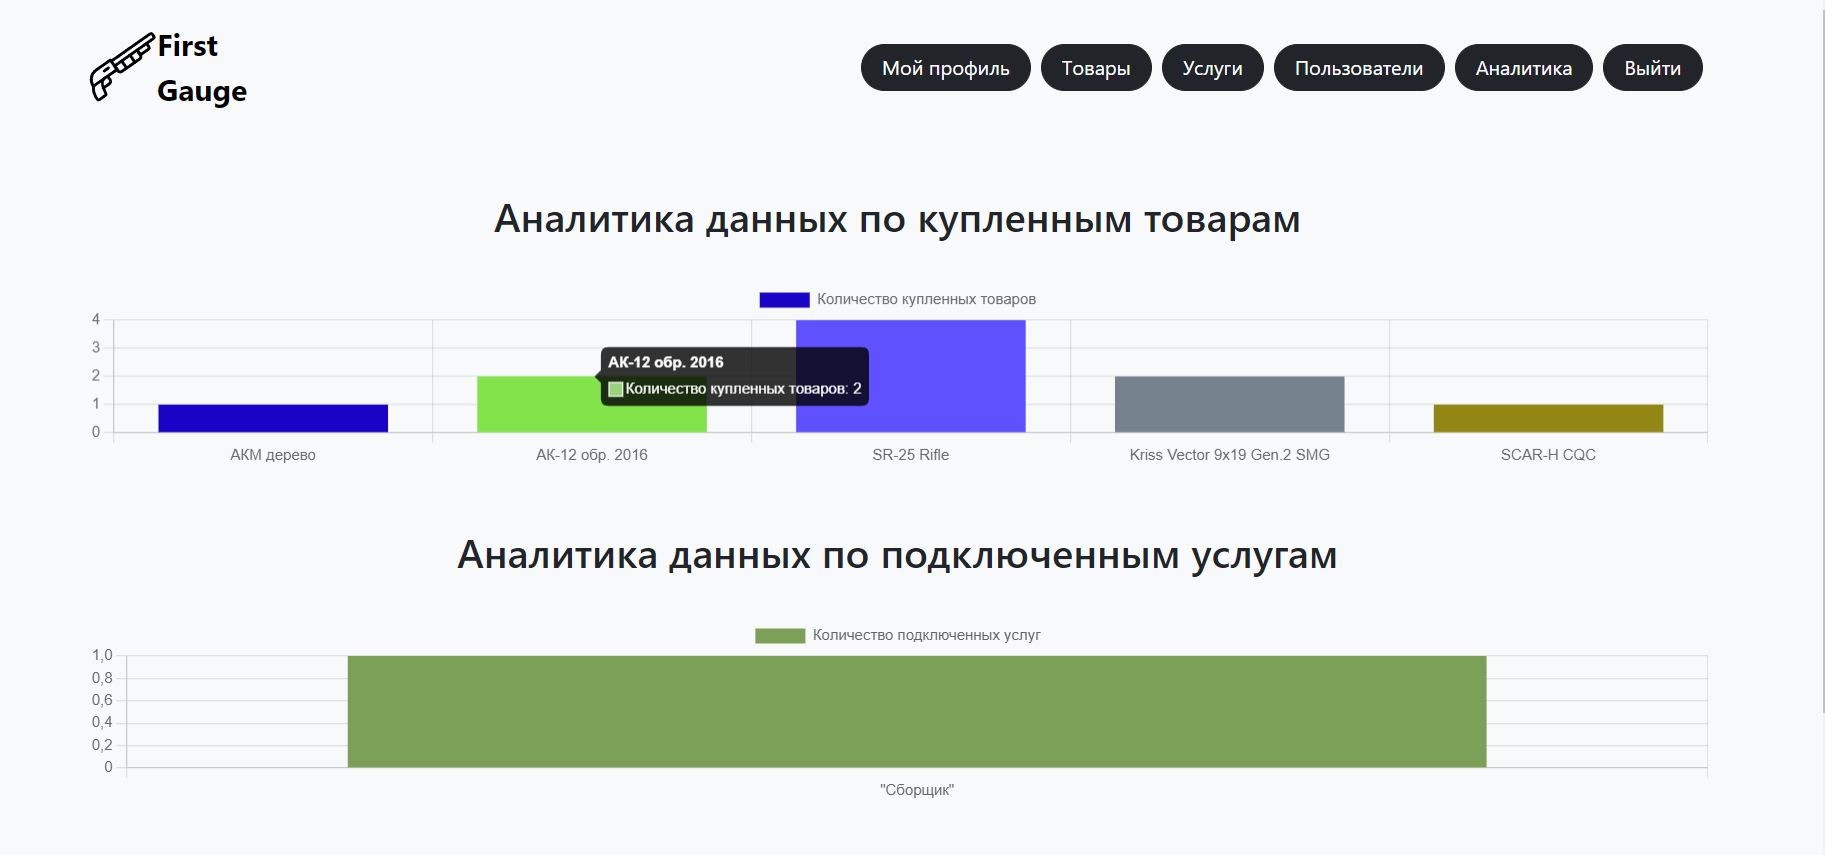 First
Gauge
Мой профиль
Товары
Услуги
Пользователи
Аналитика
Выйти
Аналитика данных по купленным товарам
Количество купленных товаров
4
3
2
1
0
АК-12 обр. 2016
Количество купленных товаров: 2
АКМ дерево
АК-12 обр. 2016
SR-25 Rifle
Kriss Vector 9x19 Gen.2 SMG
SCAR-H CQC
Аналитика данных по подключенным услугам
Количество подключенных услуг
1,0
0,8
0,6
0,4
0,2
0
"Сборщик"